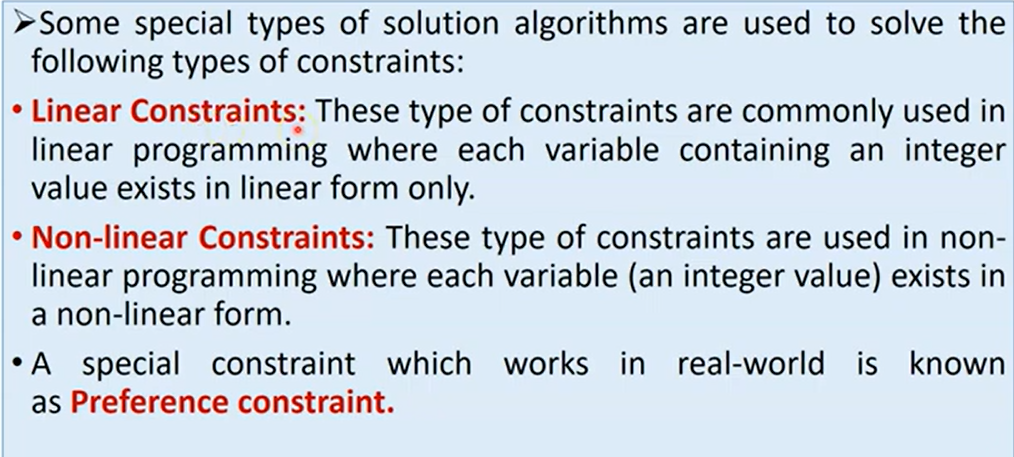 ➢Some special types of solution algorithms are used to solve the
following types of constraints:
• Linear Constraints: These type of constraints are commonly used in
linear programming where each variable containing an integer
value exists in linear form only.
• Non-linear Constraints: These type of constraints are used in non-
linear programming where each variable (an integer value) exists in
a non-linear form.
• A special constraint which works in real-world is known
as Preference constraint.